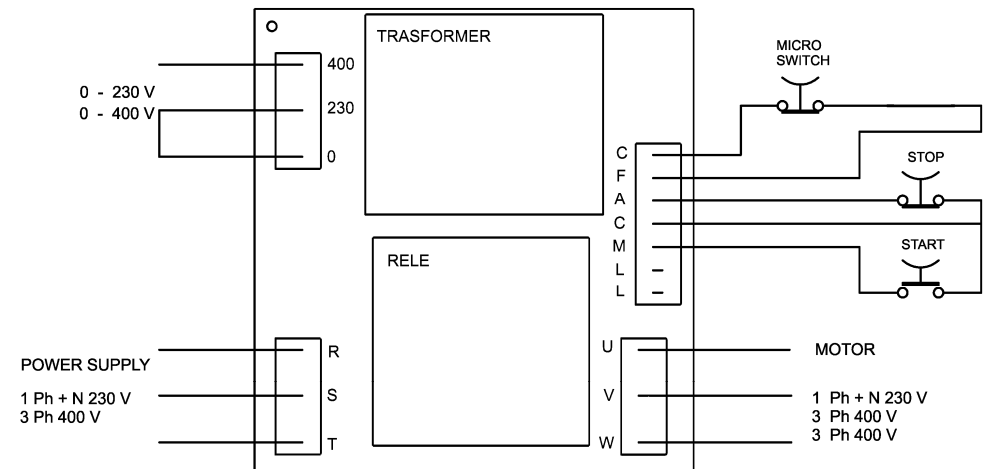 TRASFORMER
400
0 - 230 V
0 - 400 V
230
0
MICRO
SWITCH
C
F
A
C
M
L
L
STOP
START
RELE
POWER SUPPLY
1 Ph + N 230 V
3 Ph 400 V
R
S
T
U
V
W
MOTOR
1 Ph + N 230 V
3 Ph 400 V
3 Ph 400 V